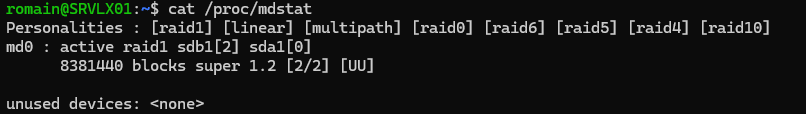 romain@SRVLX01:~$ cat /proc/mdstat
Personalities : [raid1] [linear] [multipath] [raid0] [raid6] [raid5] [raid4] [raid10]
md0 : active raid1 sdb1[2] sda1[0]
      8381440 blocks super 1.2 [2/2] [UU]

unused devices: <none>